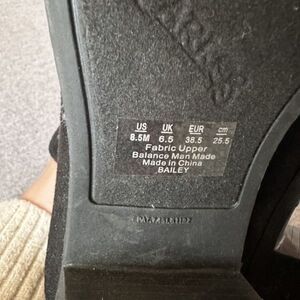 US UK EUR cm
8.5M 6.5 38.5 25.5
Fabric Upper
Balance Man Made
Made in China
BAILEY